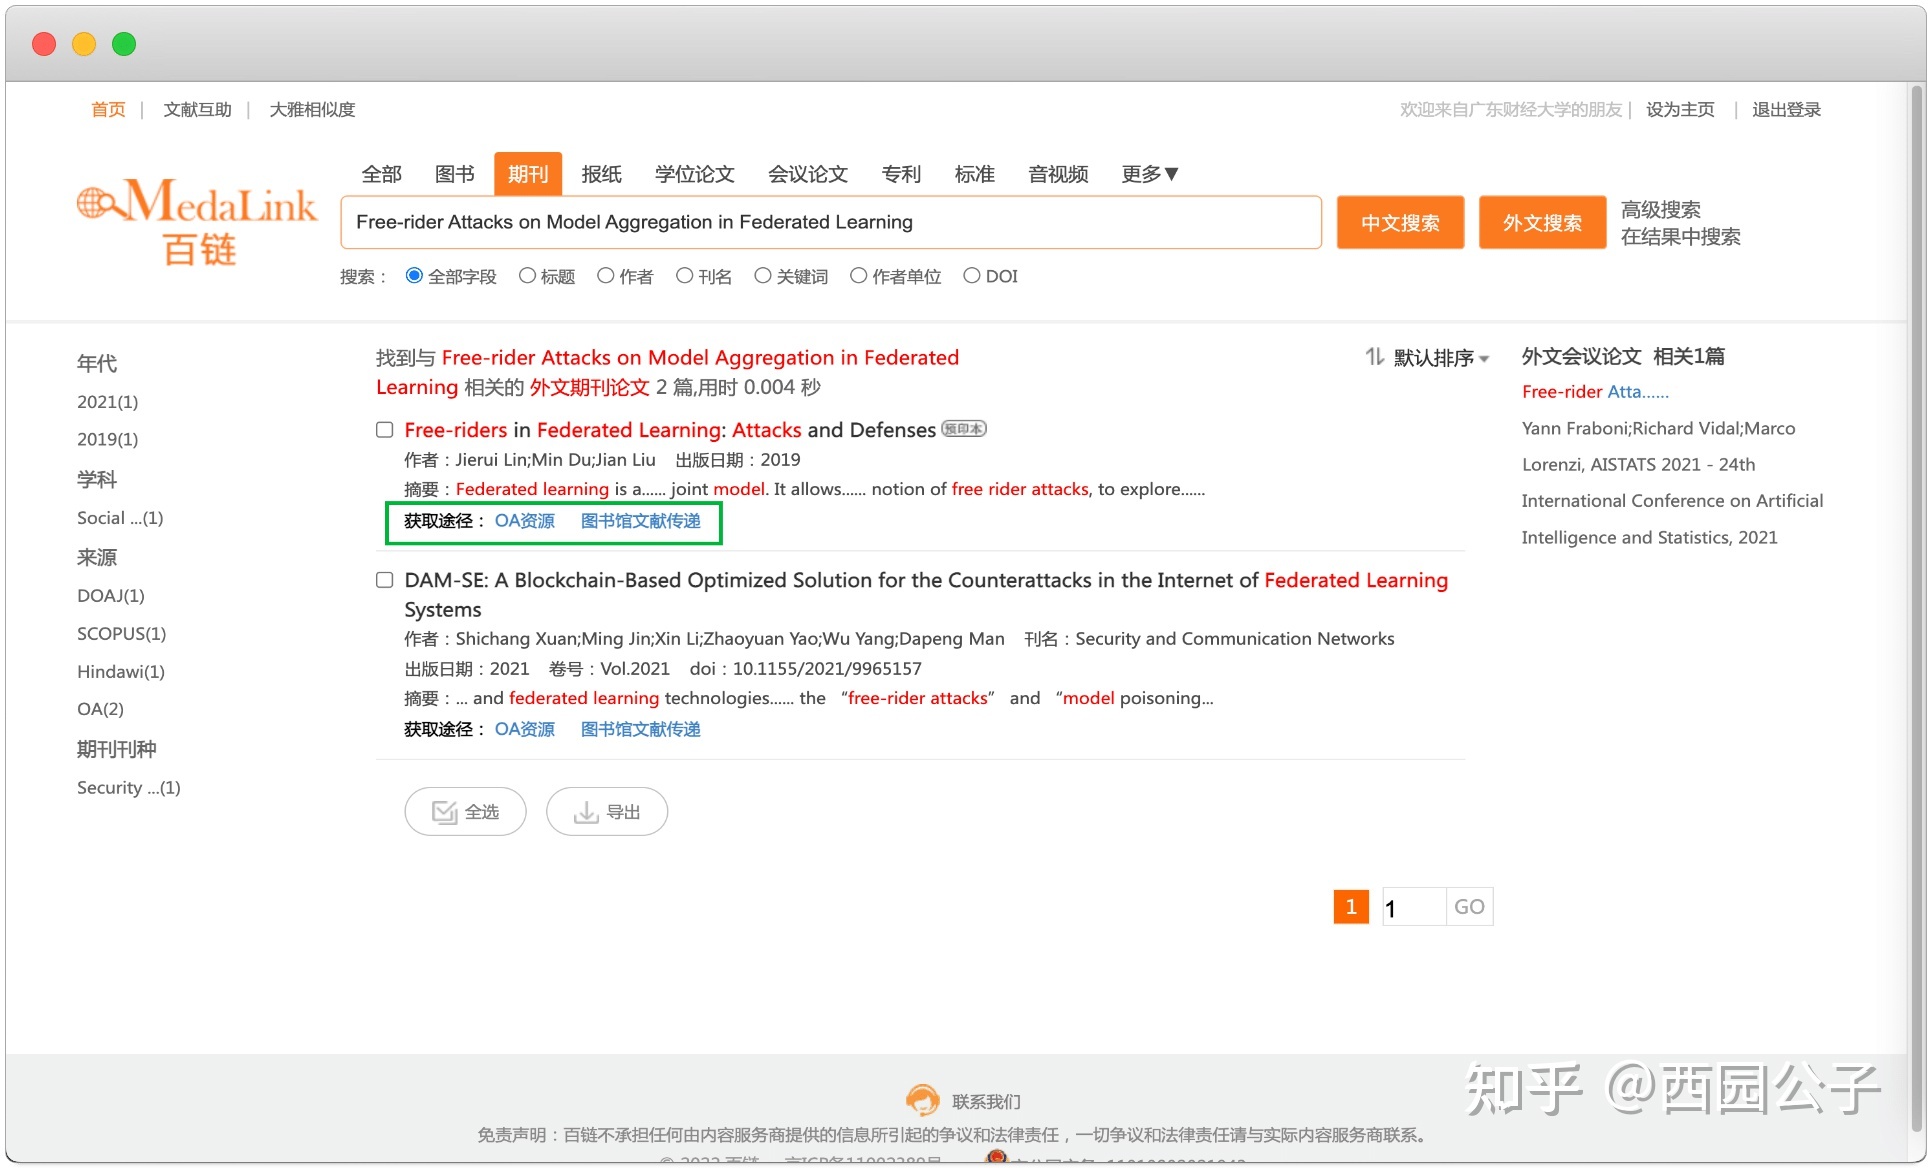 首页 | 文献互助 | 大雅相似度
欢迎来自广东财经大学的朋友 | 设为主页 | 退出登录
MedaLink
百链
全部 图书 期刊 报纸 学位论文 会议论文 专利 标准 音视频 更多▼
Free-rider Attacks on Model Aggregation in Federated Learning
中文搜索 外文搜索
高级搜索
在结果中搜索
搜索： 全部字段 标题 作者 刊名 关键词 作者单位 DOI
年代
2021(1)
2019(1)
学科
Social ...(1)
来源
DOAJ(1)
SCOPUS(1)
Hindawi(1)
OA(2)
期刊刊种
Security ...(1)
找到与 Free-rider Attacks on Model Aggregation in Federated
Learning 相关的 外文期刊论文 2 篇,用时 0.004 秒
默认排序
Free-riders in Federated Learning: Attacks and Defenses 预印本
作者：Jierui Lin;Min Du;Jian Liu 出版日期：2019
摘要：Federated learning is a...... joint model. It allows...... notion of free rider attacks, to explore......
获取途径： OA资源 图书馆文献传递
DAM-SE: A Blockchain-Based Optimized Solution for the Counterattacks in the Internet of Federated Learning
Systems
作者：Shichang Xuan;Ming Jin;Xin Li;Zhaoyuan Yao;Wu Yang;Dapeng Man 刊名：Security and Communication Networks
出版日期：2021 卷号：Vol.2021 doi：10.1155/2021/9965157
摘要：... and federated learning technologies...... the “free-rider attacks” and “model poisoning...
获取途径： OA资源 图书馆文献传递
全选 导出
1 1 GO
外文会议论文 相关1篇
Free-rider Atta......
Yann Fraboni;Richard Vidal;Marco
Lorenzi, AISTATS 2021 - 24th
International Conference on Artificial
Intelligence and Statistics, 2021
联系我们
免责声明：百链不承担任何由内容服务商提供的信息所引起的争议和法律责任，一切争议和法律责任请与实际内容服务商联系。
知乎 @西园公子